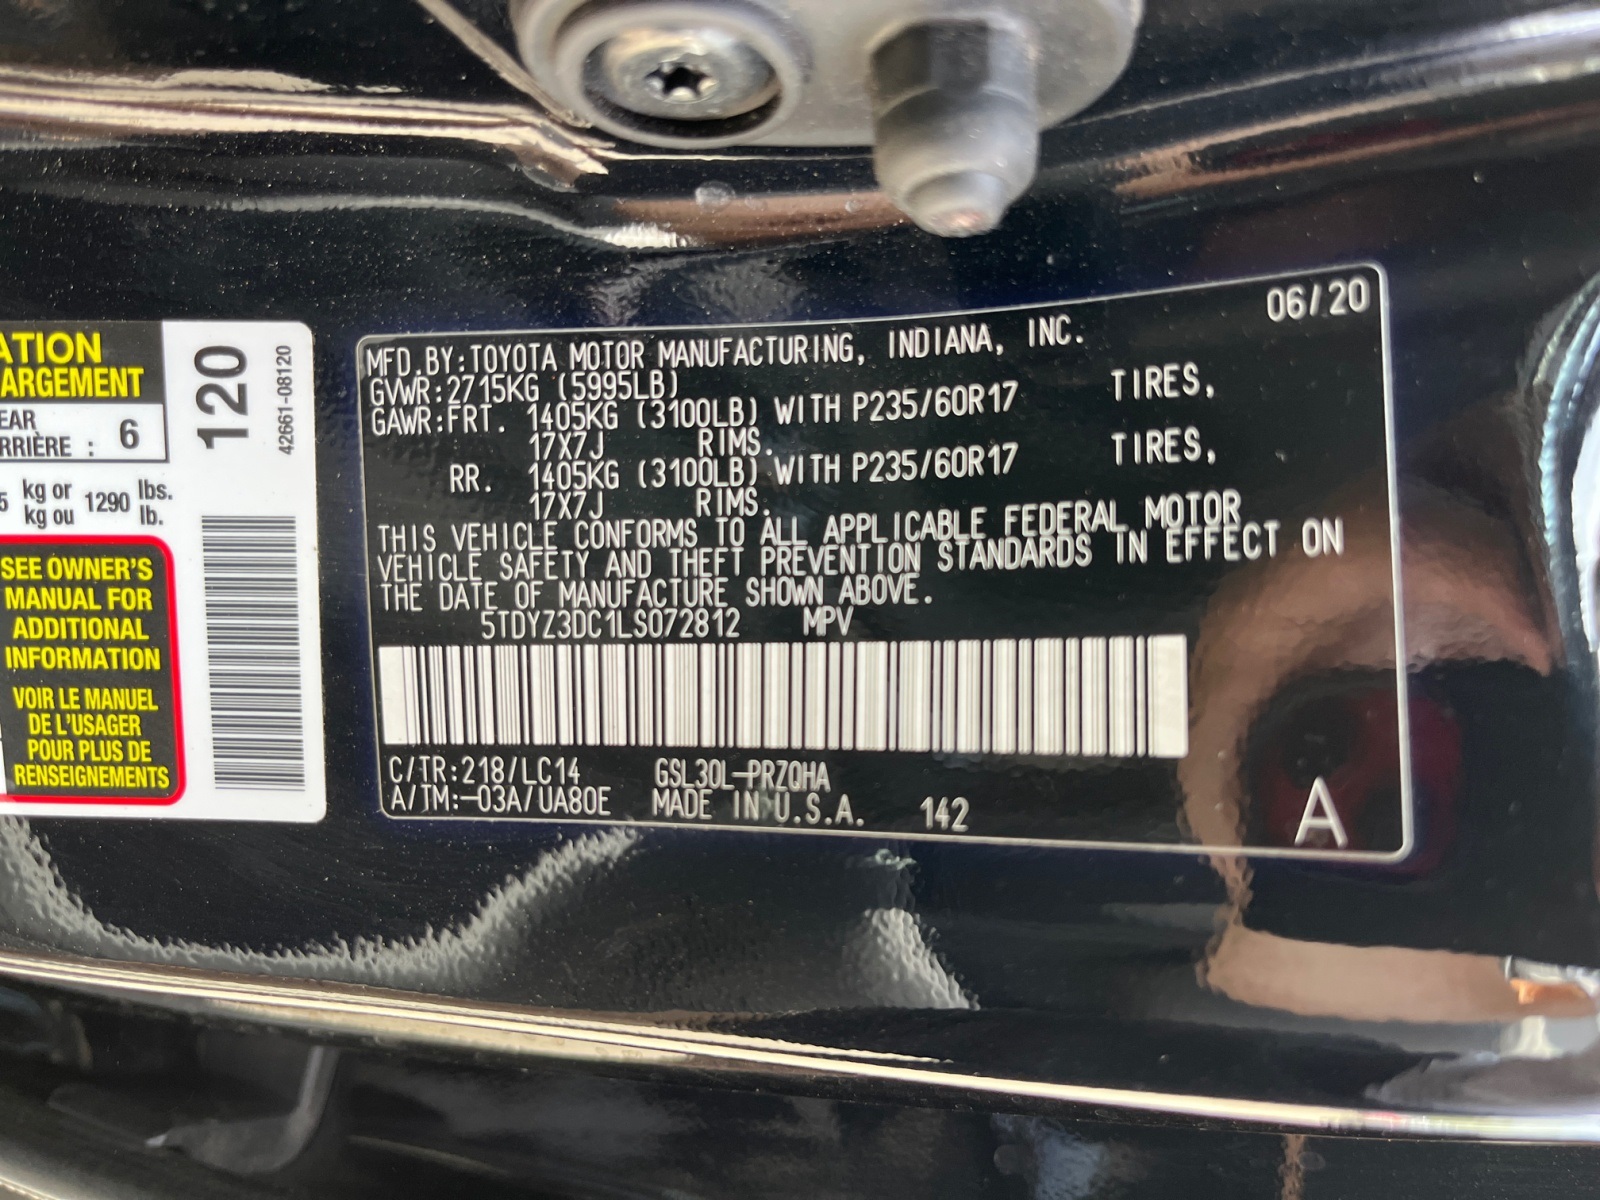 ATION
ARGEMENT
EAR
RRIÈRE : 6
5 kg or 1290 lbs.
kg ou lb.
SEE OWNER'S
MANUAL FOR
ADDITIONAL
INFORMATION
VOIR LE MANUEL
DE L'USAGER
POUR PLUS DE
RENSEIGNEMENTS
120
42661-08120
06/20
MFD.BY:TOYOTA MOTOR MANUFACTURING, INDIANA, INC.
GVWR:2715KG (5995LB)
GAWR:FRT. 1405KG (3100LB) WITH P235/60R17 TIRES,
17X7J RIMS.
RR. 1405KG (3100LB) WITH P235/60R17 TIRES,
17X7J RIMS.
THIS VEHICLE CONFORMS TO ALL APPLICABLE FEDERAL MOTOR
VEHICLE SAFETY AND THEFT PREVENTION STANDARDS IN EFFECT ON
THE DATE OF MANUFACTURE SHOWN ABOVE.
5TDYZ3DC1LS072812 MPV
C/TR:218/LC14 GSL30L-PRZQHA
A/TM:-03A/UA80E MADE IN U.S.A. 142
A